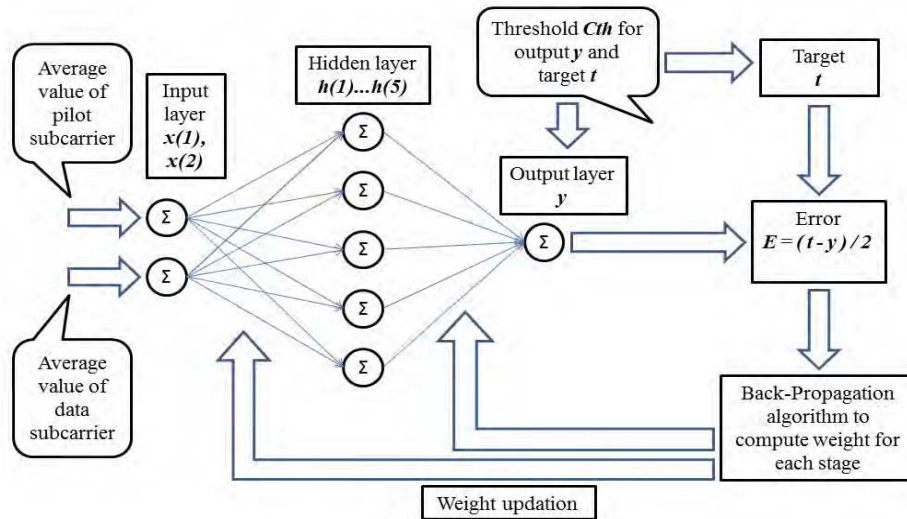 Average
value of
pilot
subcarrier
Input
layer
x(1),
x(2)
Hidden layer
h(1)...h(5)
Threshold Cth for
output y and
target t
Target
t
Output layer
y
Error
E = ( t - y ) / 2
Σ
Σ
Σ
Σ
Σ
Σ
Σ
Σ
Average
value of
data
subcarrier
Back-Propagation
algorithm to
compute weight for
each stage
Weight updation